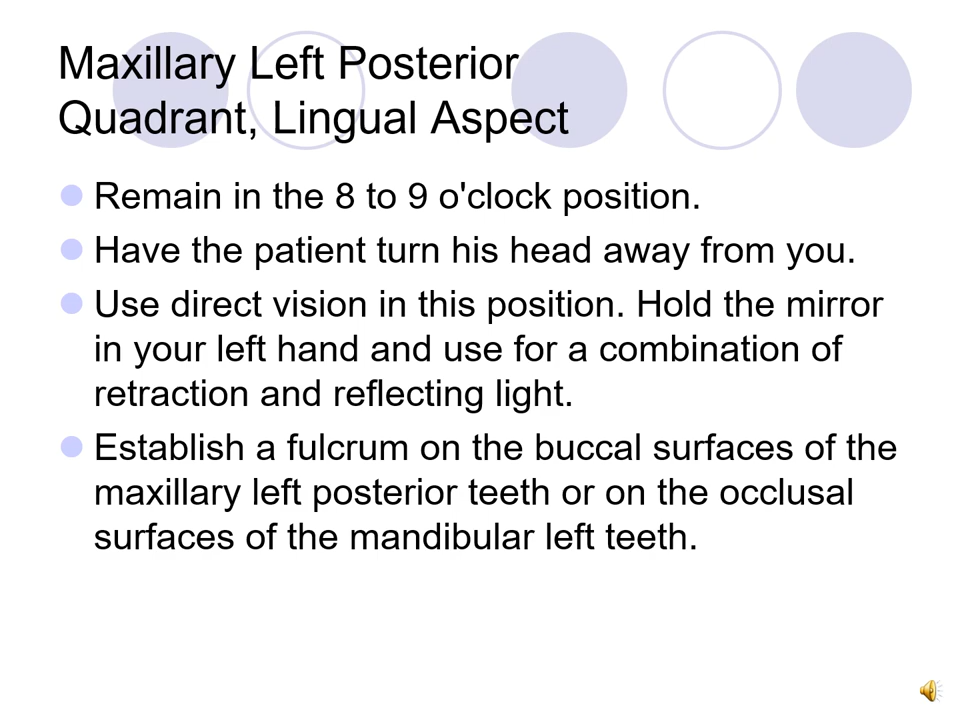 Maxillary Left Posterior
Quadrant, Lingual Aspect
Remain in the 8 to 9 o'clock position.
Have the patient turn his head away from you.
Use direct vision in this position. Hold the mirror
in your left hand and use for a combination of
retraction and reflecting light.
Establish a fulcrum on the buccal surfaces of the
maxillary left posterior teeth or on the occlusal
surfaces of the mandibular left teeth.